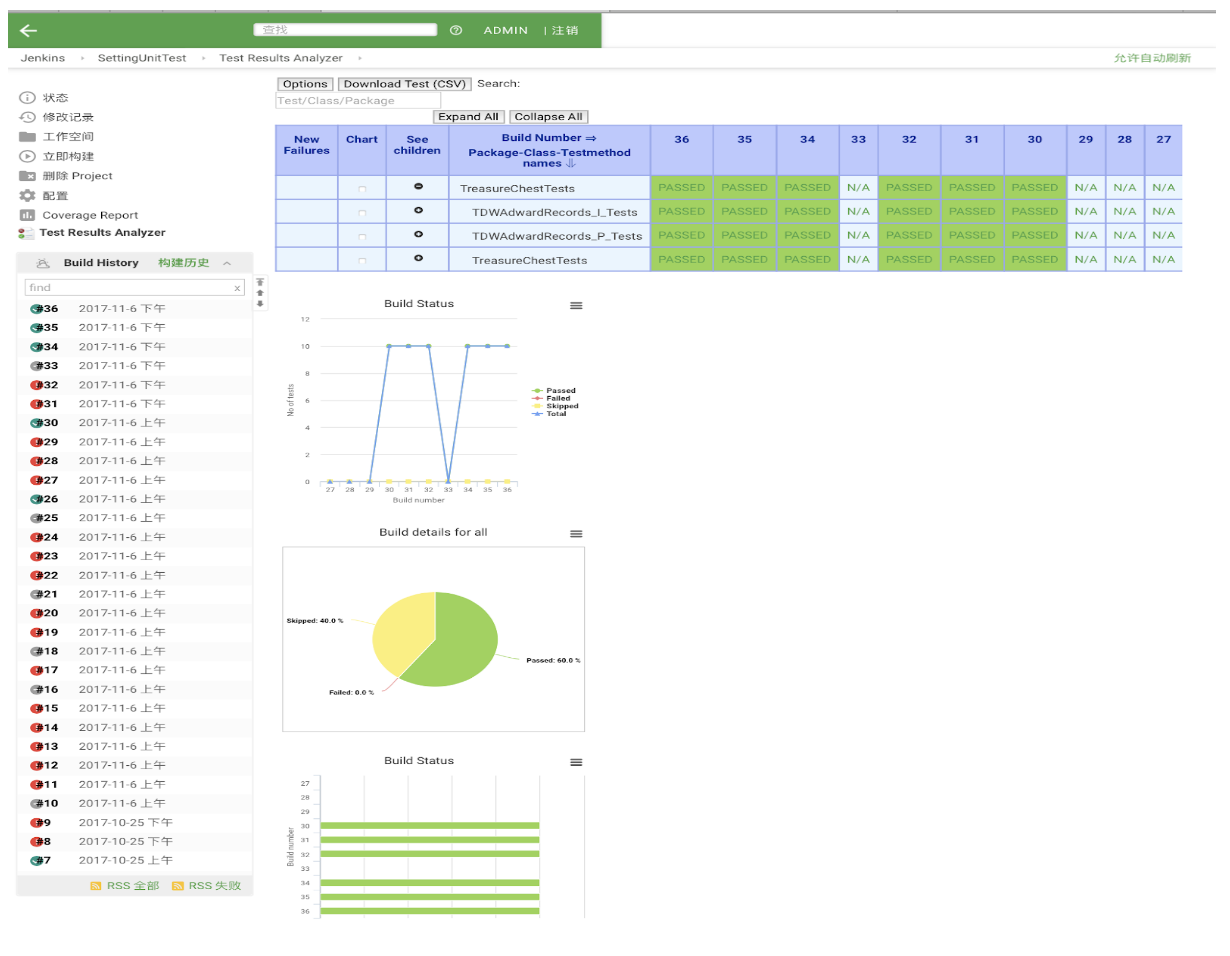 查找 ADMIN | 注销
Jenkins SettingUnitTest Test Results Analyzer 允许自动刷新
状态
修改记录
工作空间
立即构建
删除 Project
配置
Coverage Report
Test Results Analyzer
Build History 构建历史
find x
#36 2017-11-6 下午
#35 2017-11-6 下午
#34 2017-11-6 下午
#33 2017-11-6 下午
#32 2017-11-6 下午
#31 2017-11-6 下午
#30 2017-11-6 上午
#29 2017-11-6 上午
#28 2017-11-6 上午
#27 2017-11-6 上午
#26 2017-11-6 上午
#25 2017-11-6 上午
#24 2017-11-6 上午
#23 2017-11-6 上午
#22 2017-11-6 上午
#21 2017-11-6 上午
#20 2017-11-6 上午
#19 2017-11-6 上午
#18 2017-11-6 上午
#17 2017-11-6 上午
#16 2017-11-6 上午
#15 2017-11-6 上午
#14 2017-11-6 上午
#13 2017-11-6 上午
#12 2017-11-6 上午
#11 2017-11-6 上午
#10 2017-11-6 上午
#9 2017-10-25 下午
#8 2017-10-25 下午
#7 2017-10-25 上午
RSS 全部 RSS 失败
Options Download Test (CSV) Search:
Test/Class/Package
Expand All Collapse All
New Failures Chart See children Build Number ⇒ Package-Class-Testmethod names ⇓ 36 35 34 33 32 31 30 29 28 27
TreasureChestTests PASSED PASSED PASSED N/A PASSED PASSED PASSED N/A N/A N/A
TDWAdwardRecords_I_Tests PASSED PASSED PASSED N/A PASSED PASSED PASSED N/A N/A N/A
TDWAdwardRecords_P_Tests PASSED PASSED PASSED N/A PASSED PASSED PASSED N/A N/A N/A
TreasureChestTests PASSED PASSED PASSED N/A PASSED PASSED PASSED N/A N/A N/A
Build Status
12
10
8
6
4
2
0
No of tests
27 28 29 30 31 32 33 34 35 36
Build number
Passed
Failed
Skipped
Total
Build details for all
Skipped: 40.0 %
Passed: 60.0 %
Failed: 0.0 %
Build Status
Build number
27
28
29
30
31
32
33
34
35
36